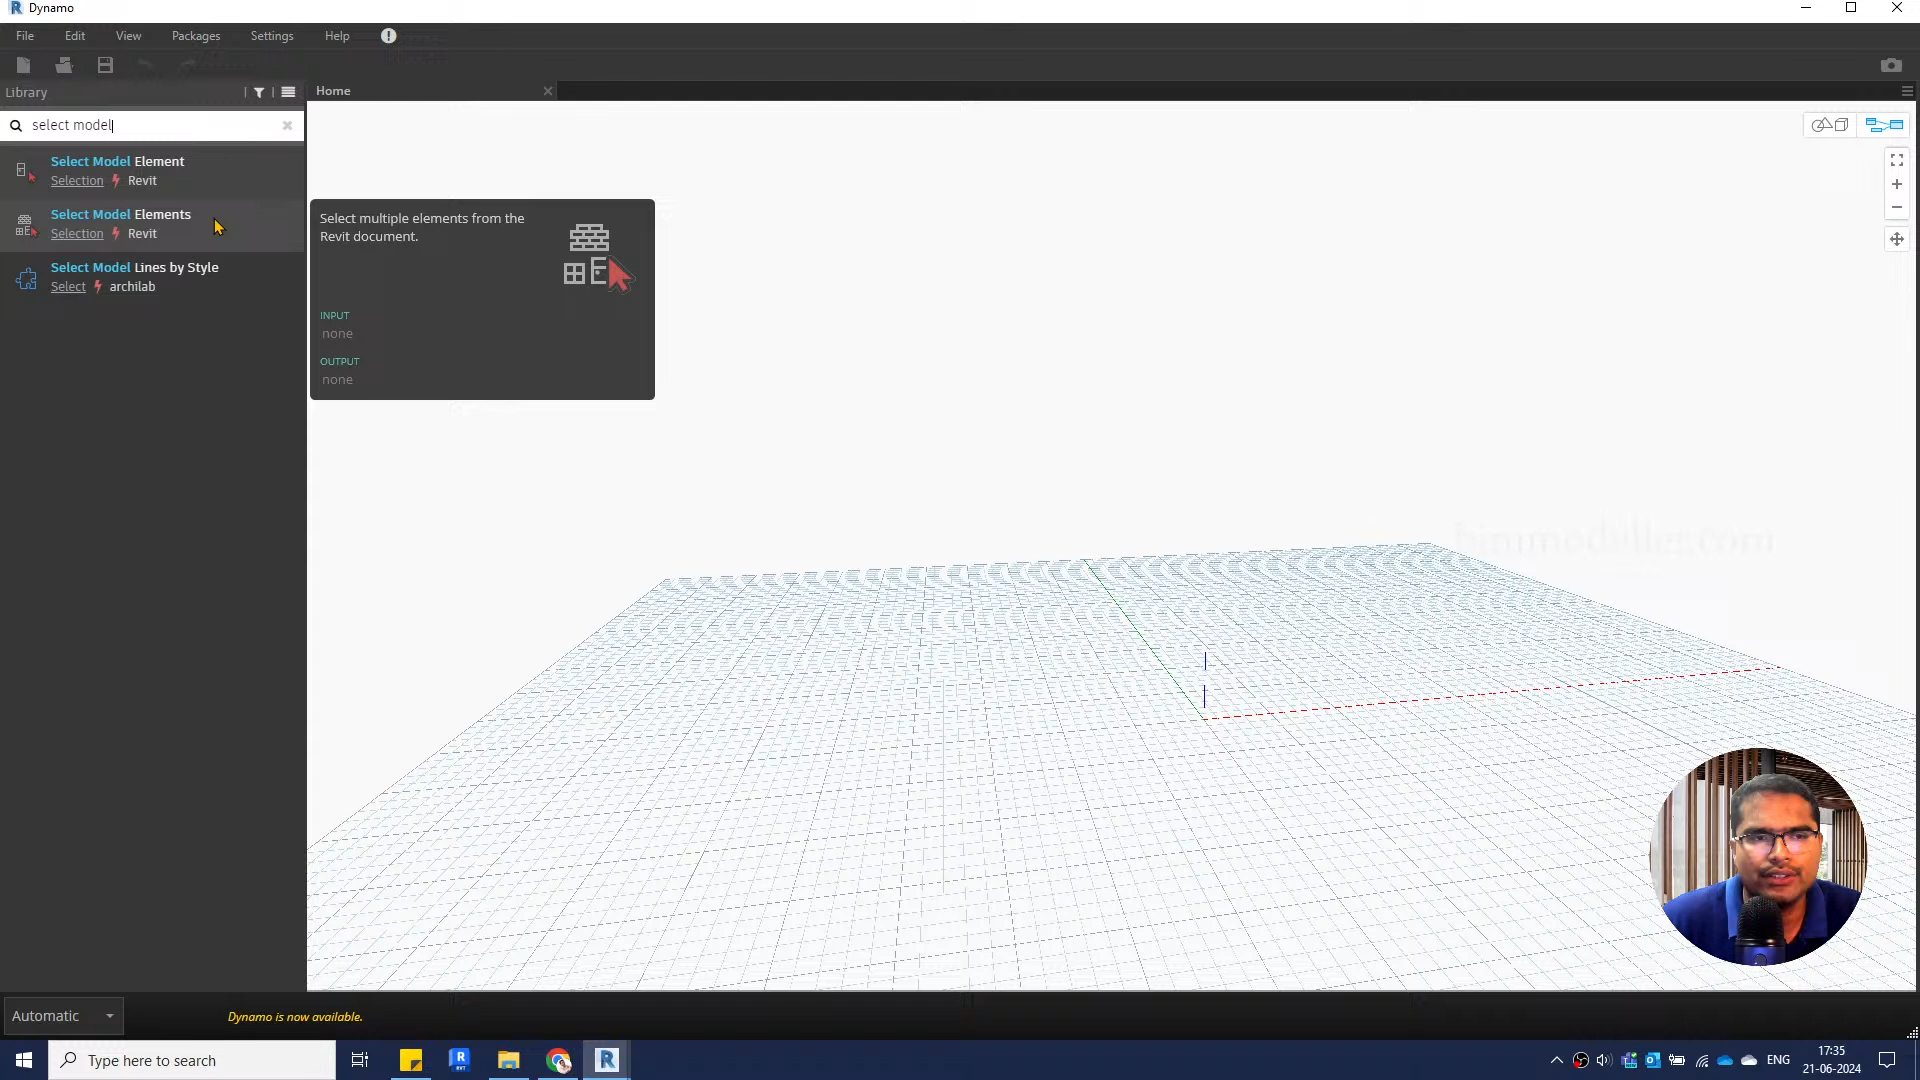 Dynamo
File Edit View Packages Settings Help
Library
Home
select model
Select Model Element
Selection Revit
Select Model Elements
Selection Revit
Select Model Lines by Style
Select archilab
Select multiple elements from the
Revit document.
INPUT
none
OUTPUT
none
Automatic
Dynamo is now available.
Type here to search
ENG
17:35
21-06-2024